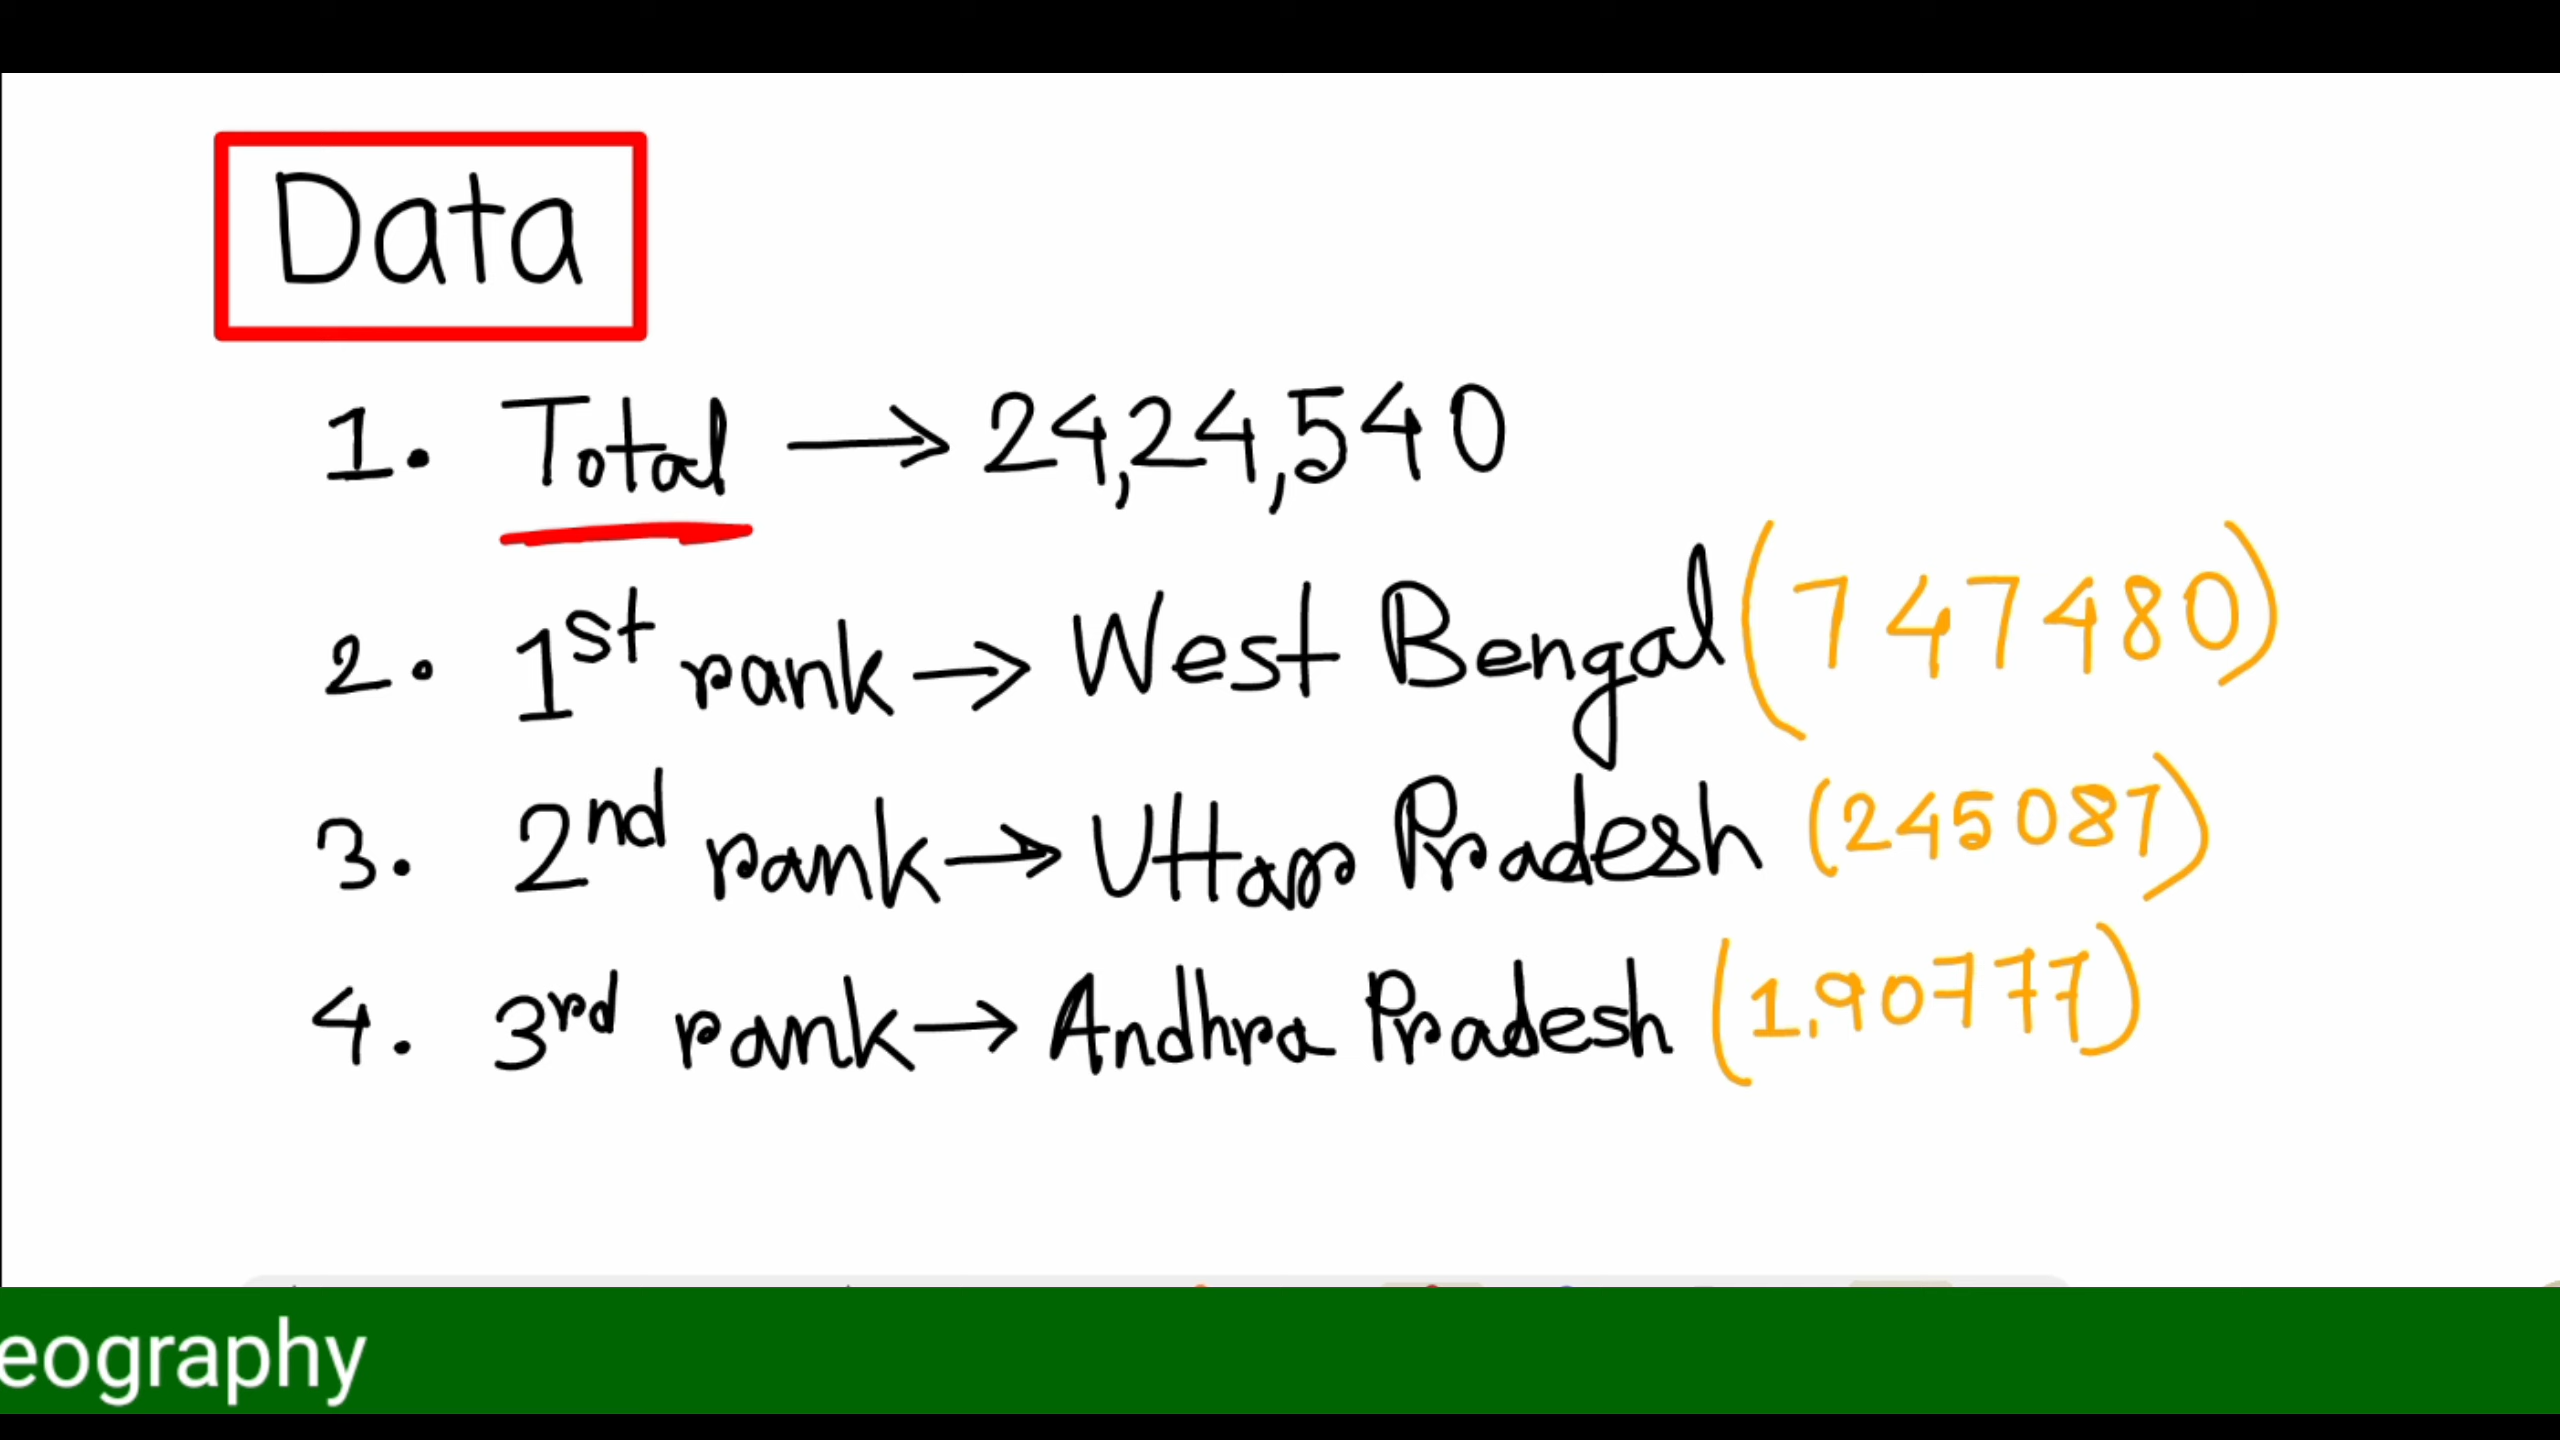 Data
1. Total → 24,24,540
2. 1st rank → West Bengal (747480)
3. 2nd rank → Uttar Pradesh (245087)
4. 3rd rank → Andhra Pradesh (1,90777)
eography